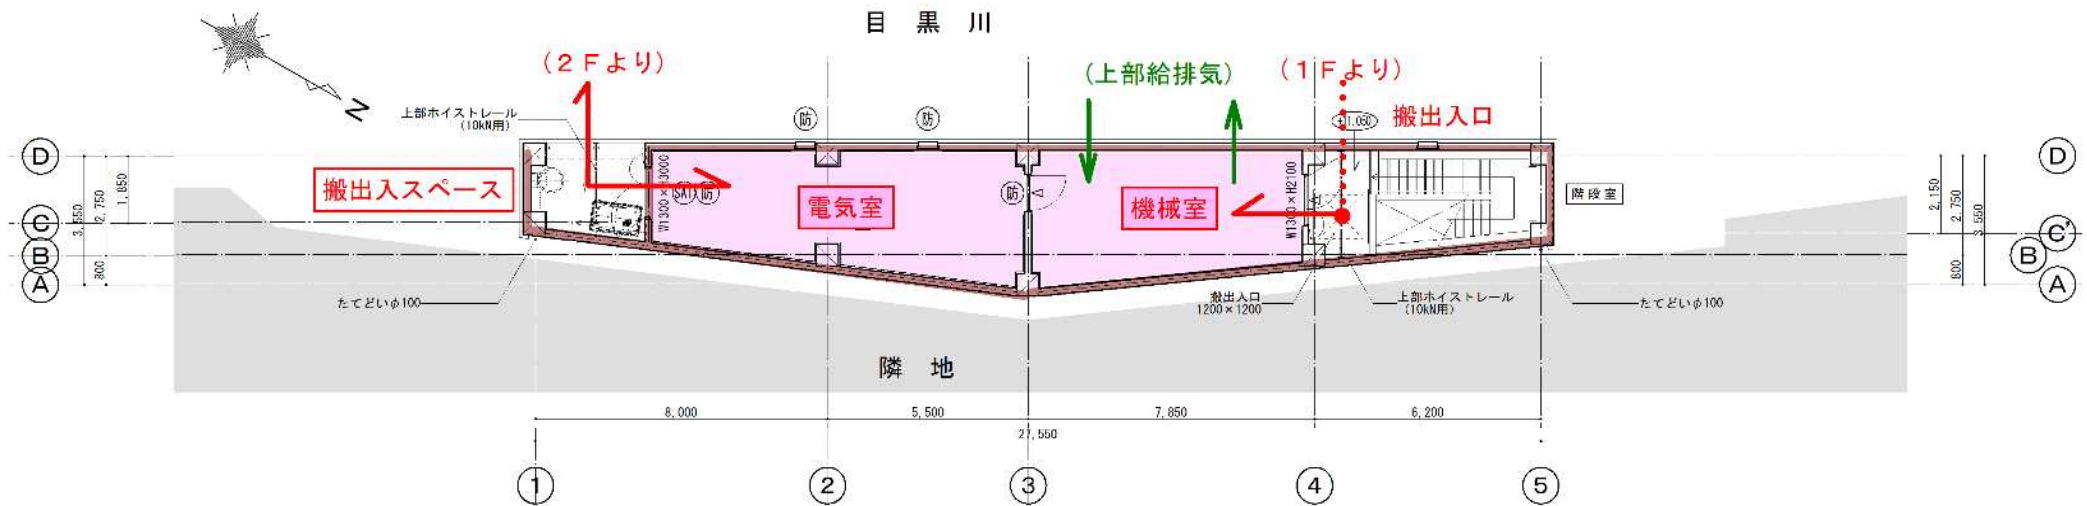 目 黒 川
(2Fより)
(上部給排気)
(1Fより)
N
上部ホイストレール
(10kN用)
防
防
+1.050
搬出入口
D
D
3,550
2,750
1,850
搬出入スペース
W1300×H3000
SAT
防
電気室
防
機械室
W1300×H2100
階段室
2,150
2,750
3,550
C
C'
B
B
800
800
A
A
たてどいφ100
搬出入口
1200×1200
上部ホイストレール
(10kN用)
たてどいφ100
隣 地
8,000
5,500
7,850
6,200
27,550
1
2
3
4
5